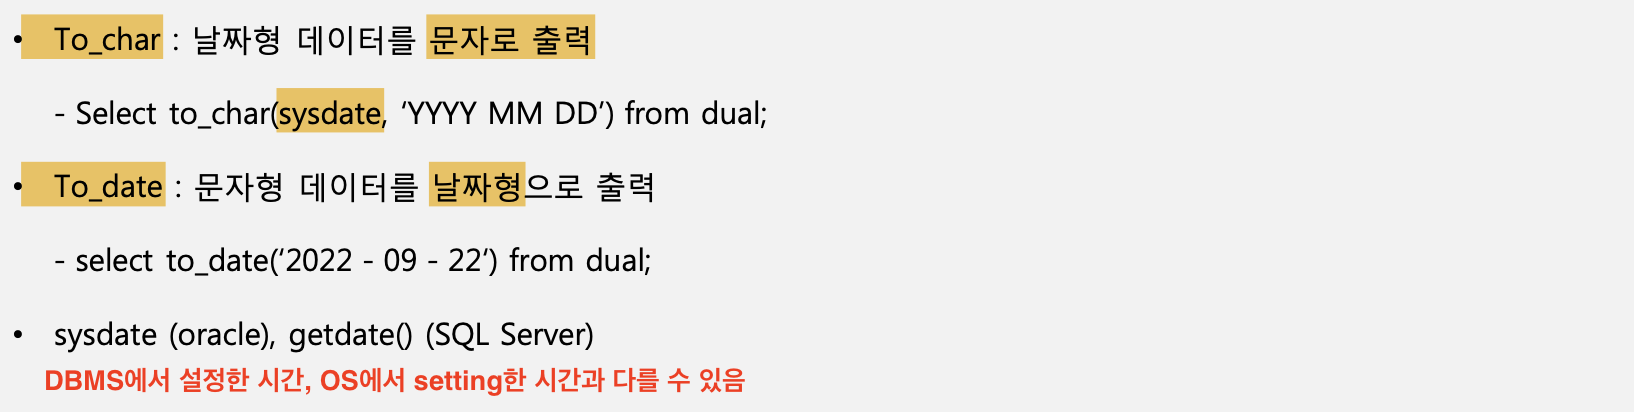 • To_char : 날짜형 데이터를 문자로 출력
- Select to_char(sysdate, ‘YYYY MM DD’) from dual;
• To_date : 문자형 데이터를 날짜형으로 출력
- select to_date(‘2022 - 09 - 22’) from dual;
• sysdate (oracle), getdate() (SQL Server)
DBMS에서 설정한 시간, OS에서 setting한 시간과 다를 수 있음